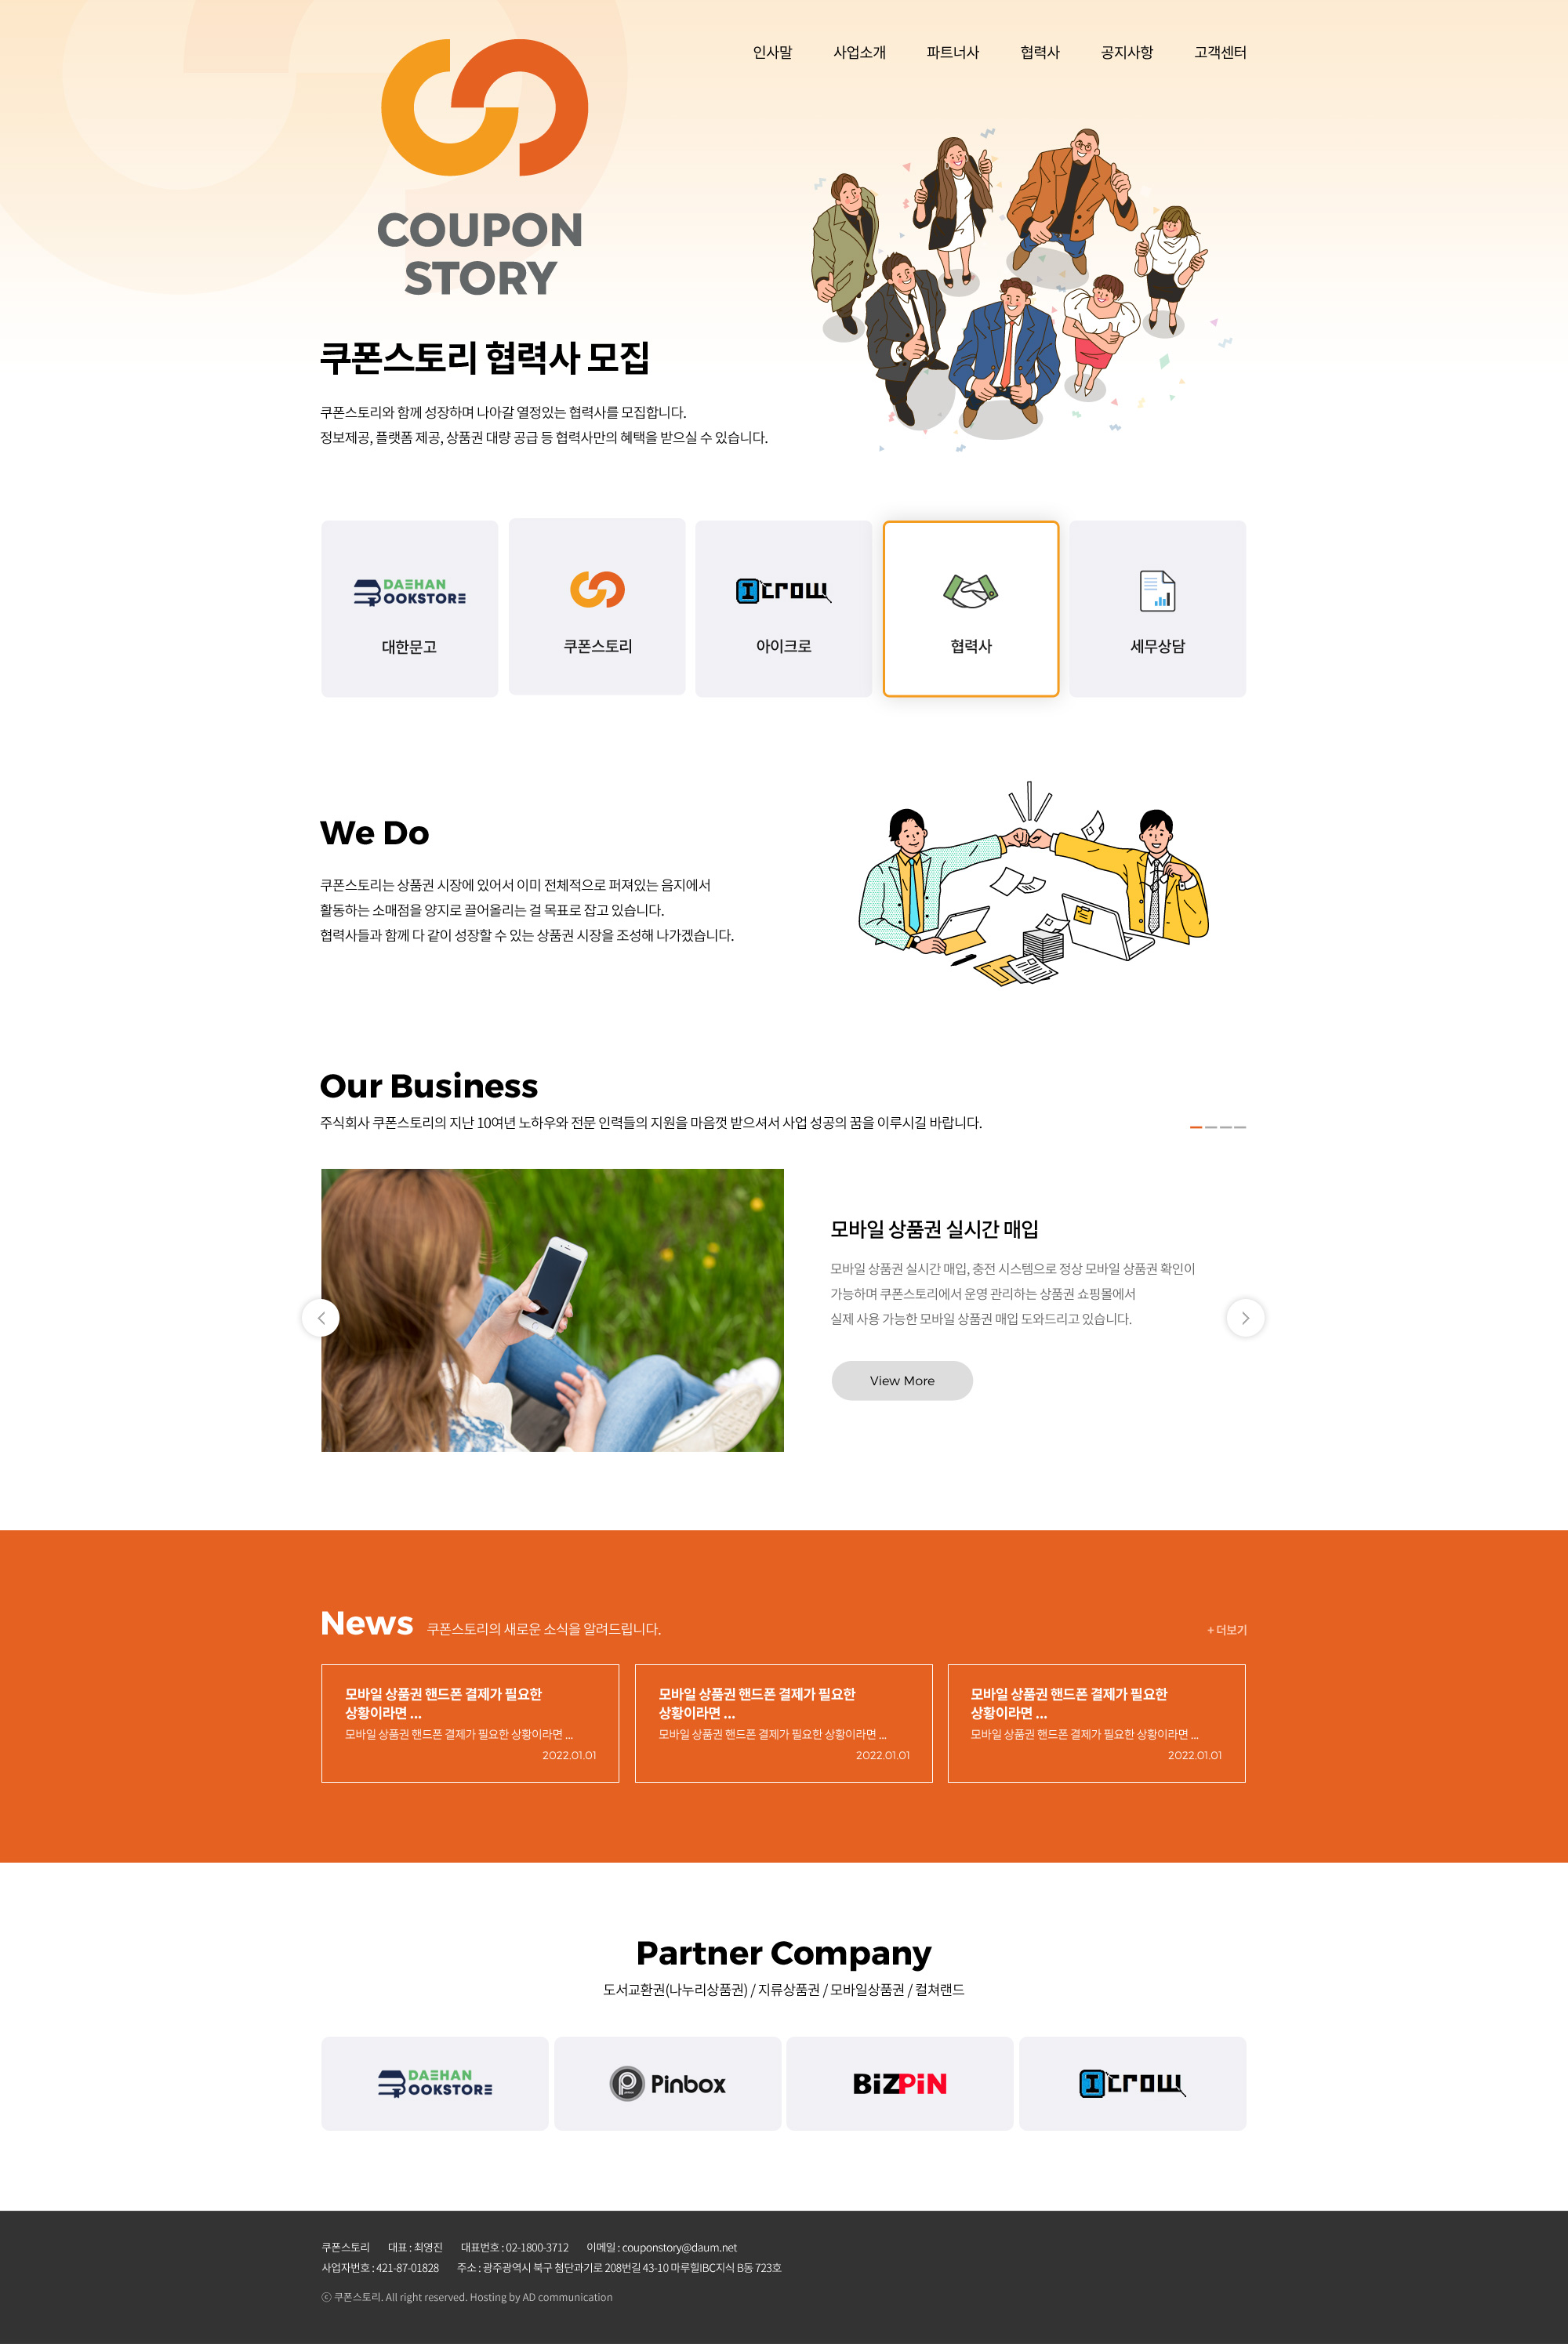 인사말 사업소개 파트너사 협력사 공지사항 고객센터
COUPON
STORY
쿠폰스토리 협력사 모집
쿠폰스토리와 함께 성장하며 나아갈 열정있는 협력사를 모집합니다.
정보제공, 플랫폼 제공, 상품권 대량 공급 등 협력사만의 혜택을 받으실 수 있습니다.
DAEHAN
BOOKSTORE
대한문고
쿠폰스토리
Icrow
아이크로
협력사
세무상담
We Do
쿠폰스토리는 상품권 시장에 있어서 이미 전체적으로 퍼져있는 음지에서
활동하는 소매점을 양지로 끌어올리는 걸 목표로 잡고 있습니다.
협력사들과 함께 다 같이 성장할 수 있는 상품권 시장을 조성해 나가겠습니다.
Our Business
주식회사 쿠폰스토리의 지난 10여년 노하우와 전문 인력들의 지원을 마음껏 받으셔서 사업 성공의 꿈을 이루시길 바랍니다.
모바일 상품권 실시간 매입
모바일 상품권 실시간 매입, 충전 시스템으로 정상 모바일 상품권 확인이
가능하며 쿠폰스토리에서 운영 관리하는 상품권 쇼핑몰에서
실제 사용 가능한 모바일 상품권 매입 도와드리고 있습니다.
View More
News 쿠폰스토리의 새로운 소식을 알려드립니다.
+ 더보기
모바일 상품권 핸드폰 결제가 필요한
상황이라면 ...
모바일 상품권 핸드폰 결제가 필요한 상황이라면 ...
2022.01.01
모바일 상품권 핸드폰 결제가 필요한
상황이라면 ...
모바일 상품권 핸드폰 결제가 필요한 상황이라면 ...
2022.01.01
모바일 상품권 핸드폰 결제가 필요한
상황이라면 ...
모바일 상품권 핸드폰 결제가 필요한 상황이라면 ...
2022.01.01
Partner Company
도서교환권(나누리상품권) / 지류상품권 / 모바일상품권 / 컬쳐랜드
DAEHAN
BOOKSTORE
Pinbox
BiZPiN
Icrow
쿠폰스토리 대표 : 최영진 대표번호 : 02-1800-3712 이메일 : couponstory@daum.net
사업자번호 : 421-87-01828 주소 : 광주광역시 북구 첨단과기로 208번길 43-10 마루힐IBC지식 B동 723호
ⓒ 쿠폰스토리. All right reserved. Hosting by AD communication